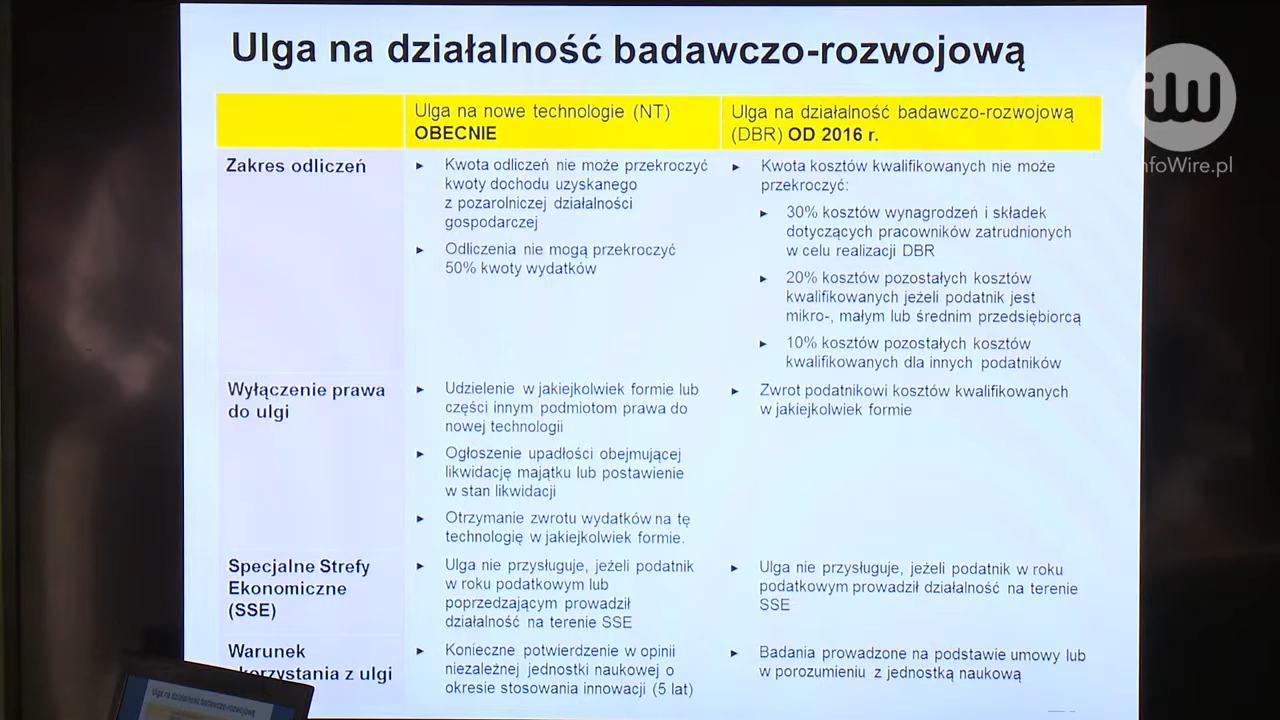 Ulga na działalność badawczo-rozwojową
Ulga na nowe technologie (NT)
OBECNIE
Ulga na działalność badawczo-rozwojową
(DBR) OD 2016 r.
Zakres odliczeń
► Kwota odliczeń nie może przekroczyć
kwoty dochodu uzyskanego
z pozarolniczej działalności
gospodarczej
► Odliczenia nie mogą przekroczyć
50% kwoty wydatków
► Kwota kosztów kwalifikowanych nie może
przekroczyć:
► 30% kosztów wynagrodzeń i składek
dotyczących pracowników zatrudnionych
w celu realizacji DBR
► 20% kosztów pozostałych kosztów
kwalifikowanych jeżeli podatnik jest
mikro-, małym lub średnim przedsiębiorcą
► 10% kosztów pozostałych kosztów
kwalifikowanych dla innych podatników
Wyłączenie prawa
do ulgi
► Udzielenie w jakiejkolwiek formie lub
części innym podmiotom prawa do
nowej technologii
► Ogłoszenie upadłości obejmującej
likwidację majątku lub postawienie
w stan likwidacji
► Otrzymanie zwrotu wydatków na tę
technologię w jakiejkolwiek formie.
► Zwrot podatnikowi kosztów kwalifikowanych
w jakiejkolwiek formie
Specjalne Strefy
Ekonomiczne
(SSE)
► Ulga nie przysługuje, jeżeli podatnik
w roku podatkowym lub
poprzedzającym prowadził
działalność na terenie SSE
► Ulga nie przysługuje, jeżeli podatnik w roku
podatkowym prowadził działalność na terenie
SSE
Warunek
korzystania z ulgi
► Konieczne potwierdzenie w opinii
niezależnej jednostki naukowej o
okresie stosowania innowacji (5 lat)
► Badania prowadzone na podstawie umowy lub
w porozumieniu z jednostką naukową
iw
infoWire.pl
Ulga na działalność badawczo-rozwojową